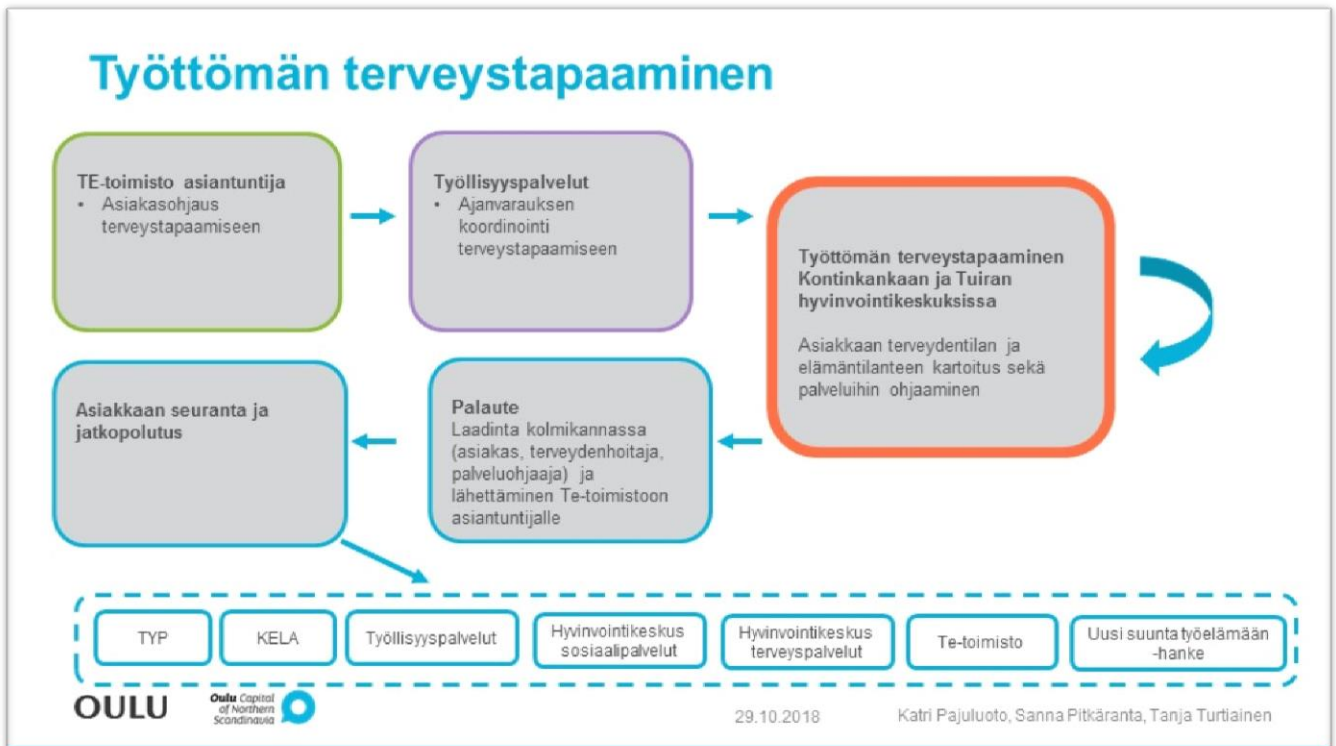 Työttömän terveystapaaminen
TE-toimisto asiantuntija
• Asiakasohjaus
terveystapaamiseen
Työllisyyspalvelut
• Ajanvarauksen
koordinointi
terveystapaamiseen
Työttömän terveystapaaminen
Kontinkankaan ja Tuiran
hyvinvointikeskuksissa
Asiakkaan terveydentilan ja
elämäntilanteen kartoitus sekä
palveluihin ohjaaminen
Asiakkaan seuranta ja
jatkopolutus
Palaute
Laadinta kolmikannassa
(asiakas, terveydenhoitaja,
palveluohjaaja) ja
lähettäminen Te-toimistoon
asiantuntijalle
TYP
KELA
Työllisyyspalvelut
Hyvinvointikeskus
sosiaalipalvelut
Hyvinvointikeskus
terveyspalvelut
Te-toimisto
Uusi suunta työelämään
-hanke
OULU
Oulu Capital
of Northern
Scandinavia
29.10.2018
Katri Pajuluoto, Sanna Pitkäranta, Tanja Turtiainen